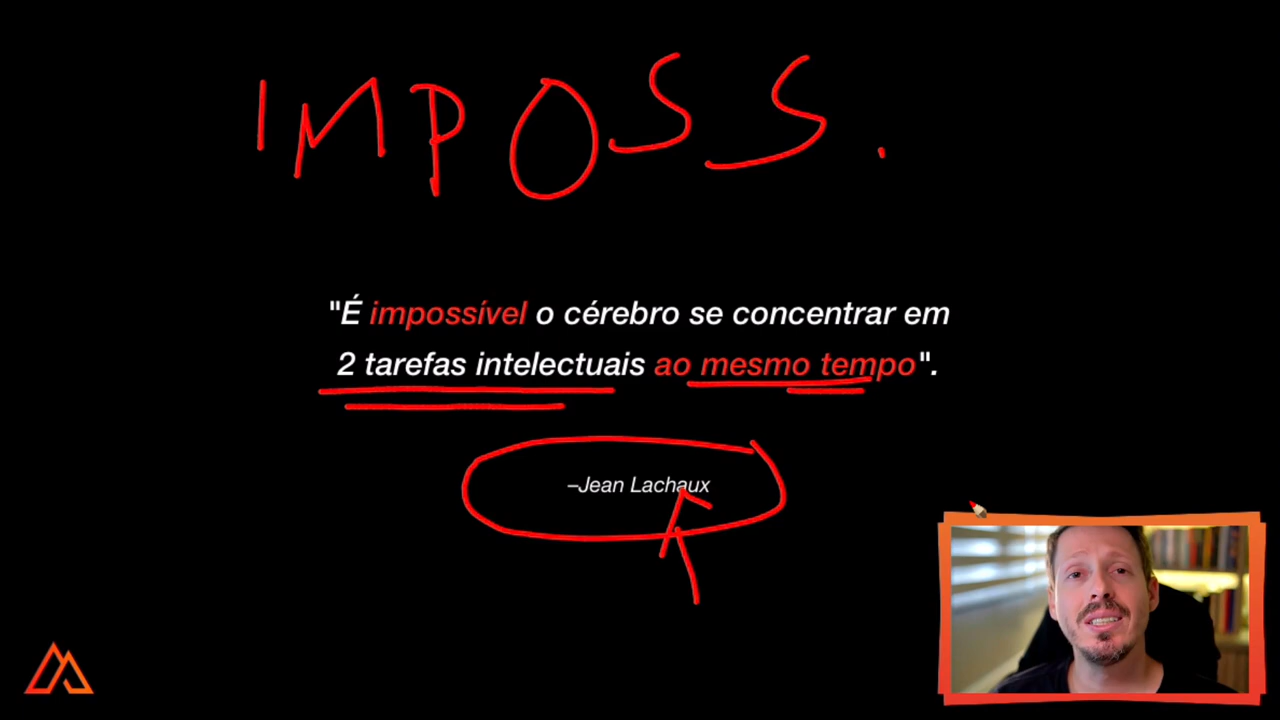 IMPOSS.
"É impossível o cérebro se concentrar em
2 tarefas intelectuais ao mesmo tempo".
–Jean Lachaux